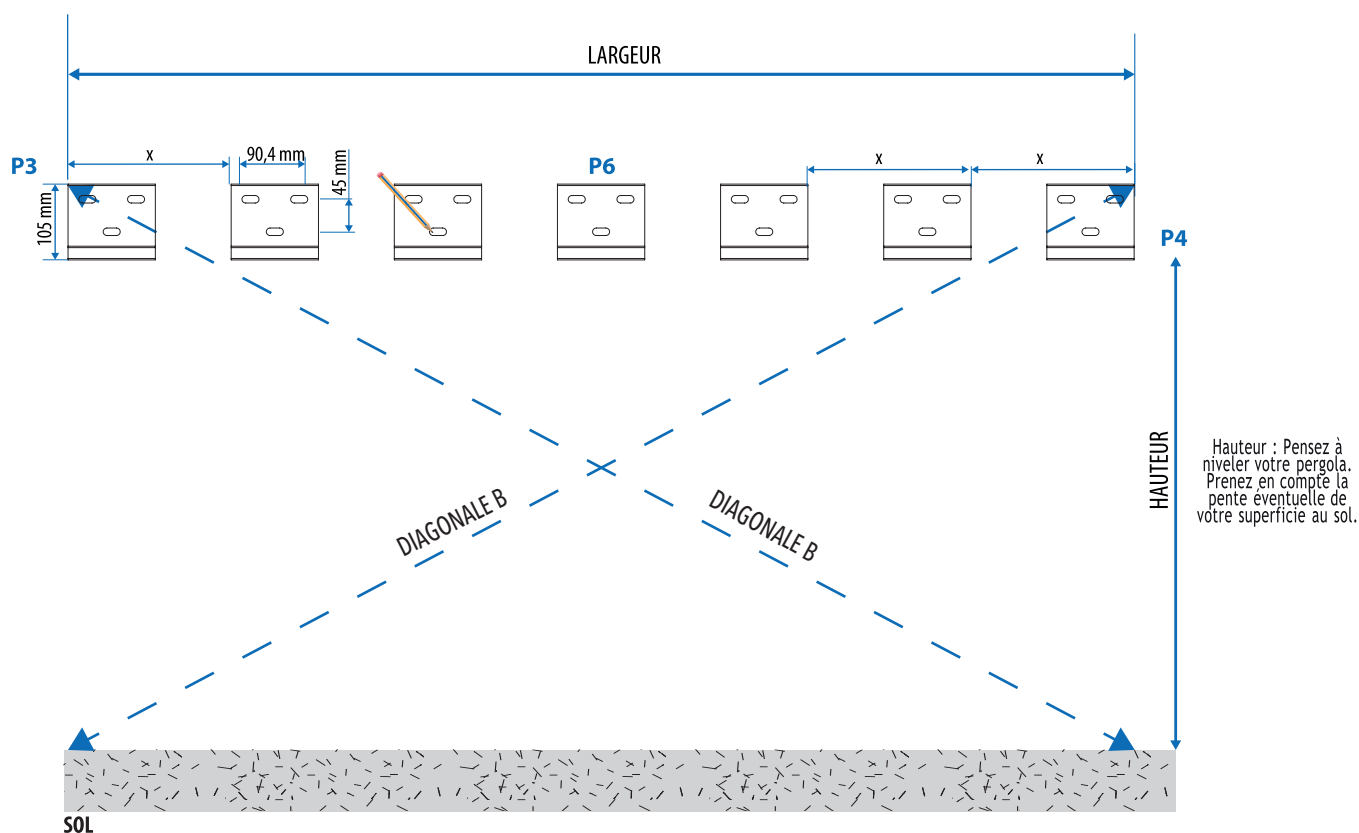 LARGEUR
P3
x
90,4 mm
45 mm
P6
x
x
105 mm
P4
HAUTEUR
Hauteur : Pensez à
niveler votre pergola.
Prenez en compte la
pente éventuelle de
votre superficie au sol.
DIAGONALE B
DIAGONALE B
SOL